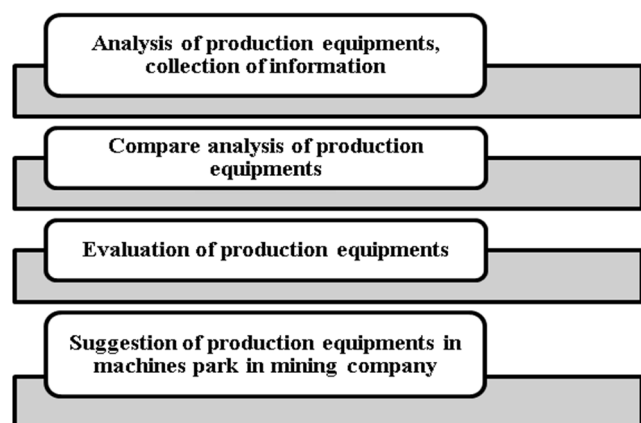 Analysis of production equipments,
collection of information
Compare analysis of production
equipments
Evaluation of production equipments
Suggestion of production equipments in
machines park in mining company